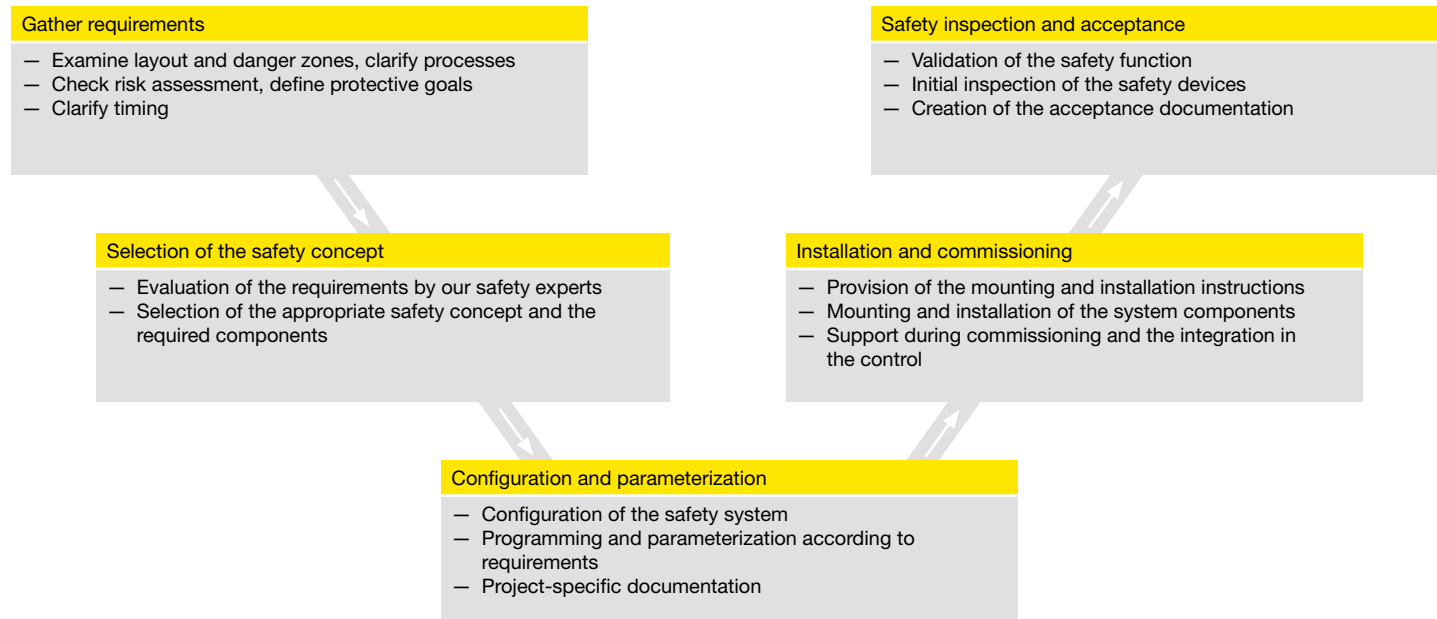 Gather requirements
— Examine layout and danger zones, clarify processes
— Check risk assessment, define protective goals
— Clarify timing
Safety inspection and acceptance
— Validation of the safety function
— Initial inspection of the safety devices
— Creation of the acceptance documentation
Selection of the safety concept
— Evaluation of the requirements by our safety experts
— Selection of the appropriate safety concept and the
required components
Installation and commissioning
— Provision of the mounting and installation instructions
— Mounting and installation of the system components
— Support during commissioning and the integration in
the control
Configuration and parameterization
— Configuration of the safety system
— Programming and parameterization according to
requirements
— Project-specific documentation